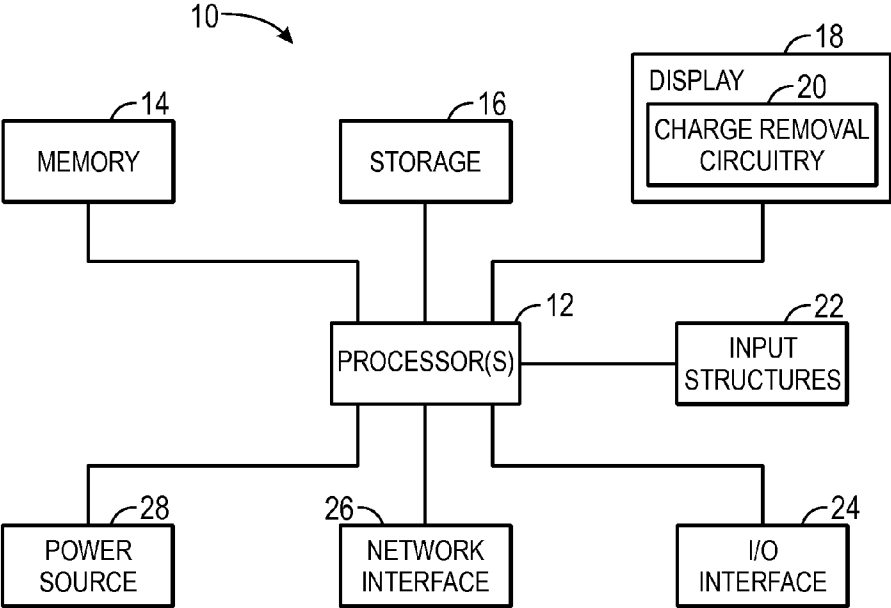 10
18
DISPLAY
20
14
16
MEMORY
STORAGE
CHARGE REMOVAL
CIRCUITRY
12
22
PROCESSOR(S)
INPUT
STRUCTURES
28
26
24
POWER
SOURCE
NETWORK
INTERFACE
I/O
INTERFACE